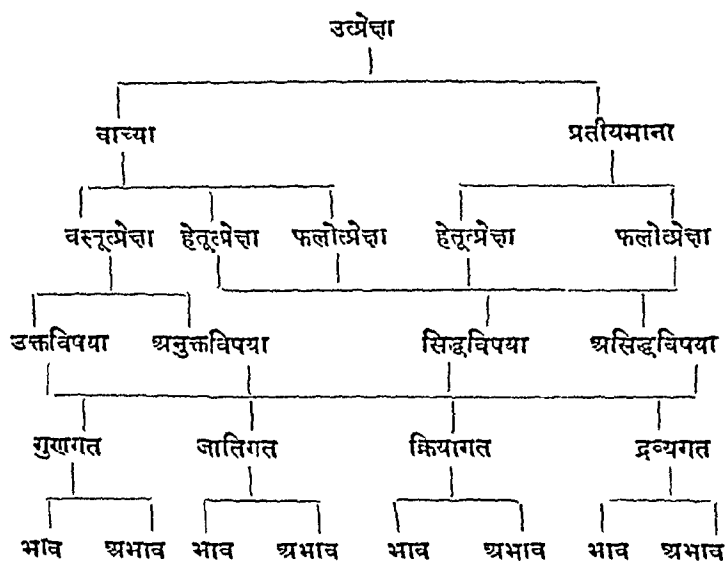 उत्प्रेक्षा
वाच्या प्रतीयमाना
वस्तूत्प्रेक्षा हेतूत्प्रेक्षा फलोत्प्रेक्षा हेतूत्प्रेक्षा फलोत्प्रेक्षा
उक्तविषया अनुक्तविषया सिद्धविषया असिद्धविषया
गुणगत जातिगत क्रियागत द्रव्यगत
भाव अभाव भाव अभाव भाव अभाव भाव अभाव